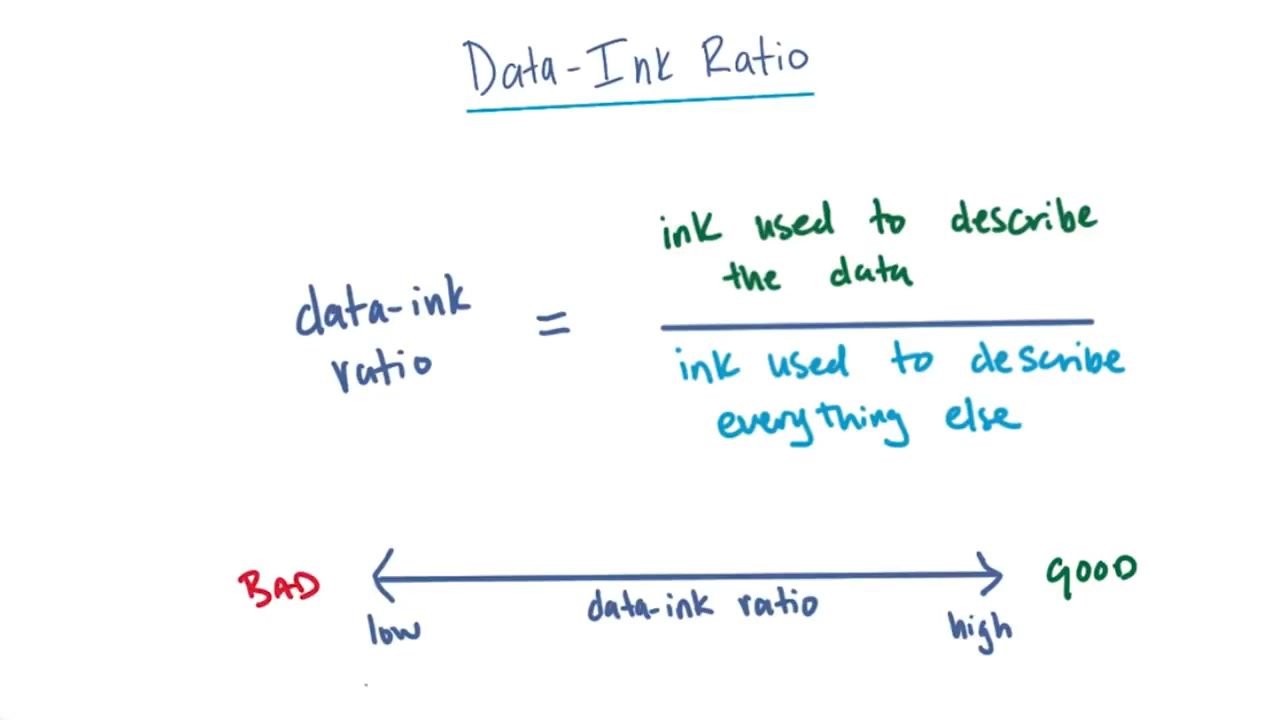 Data-Ink Ratio
data-ink
ratio
=
ink used to describe
the data
ink used to describe
everything else
BAD
low
data-ink ratio
high
GOOD